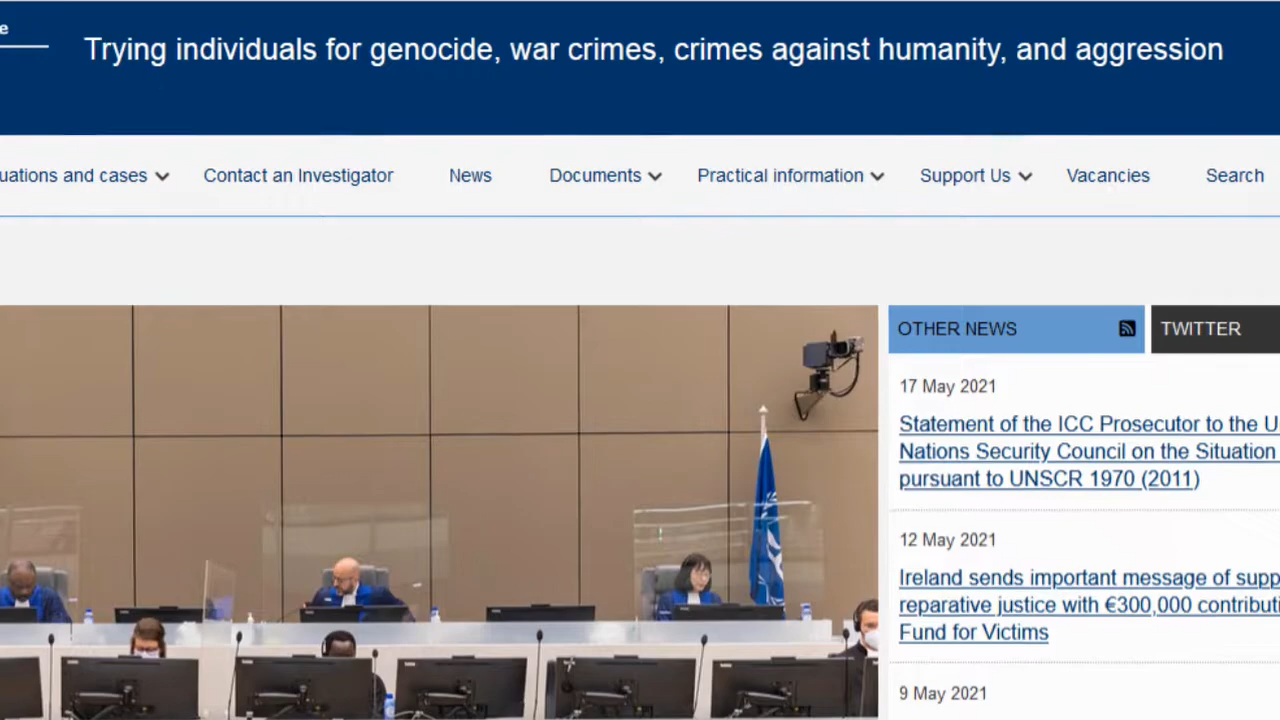 Trying individuals for genocide, war crimes, crimes against humanity, and aggression
and cases
Contact an Investigator
News
Documents
Practical information
Support Us
Vacancies
Search
OTHER NEWS
TWITTER
17 May 2021
Statement of the ICC Prosecutor to the
Nations Security Council on the Situation
pursuant to UNSCR 1970 (2011)
12 May 2021
Ireland sends important message of
reparative justice with €300,000
Fund for Victims
9 May 2021